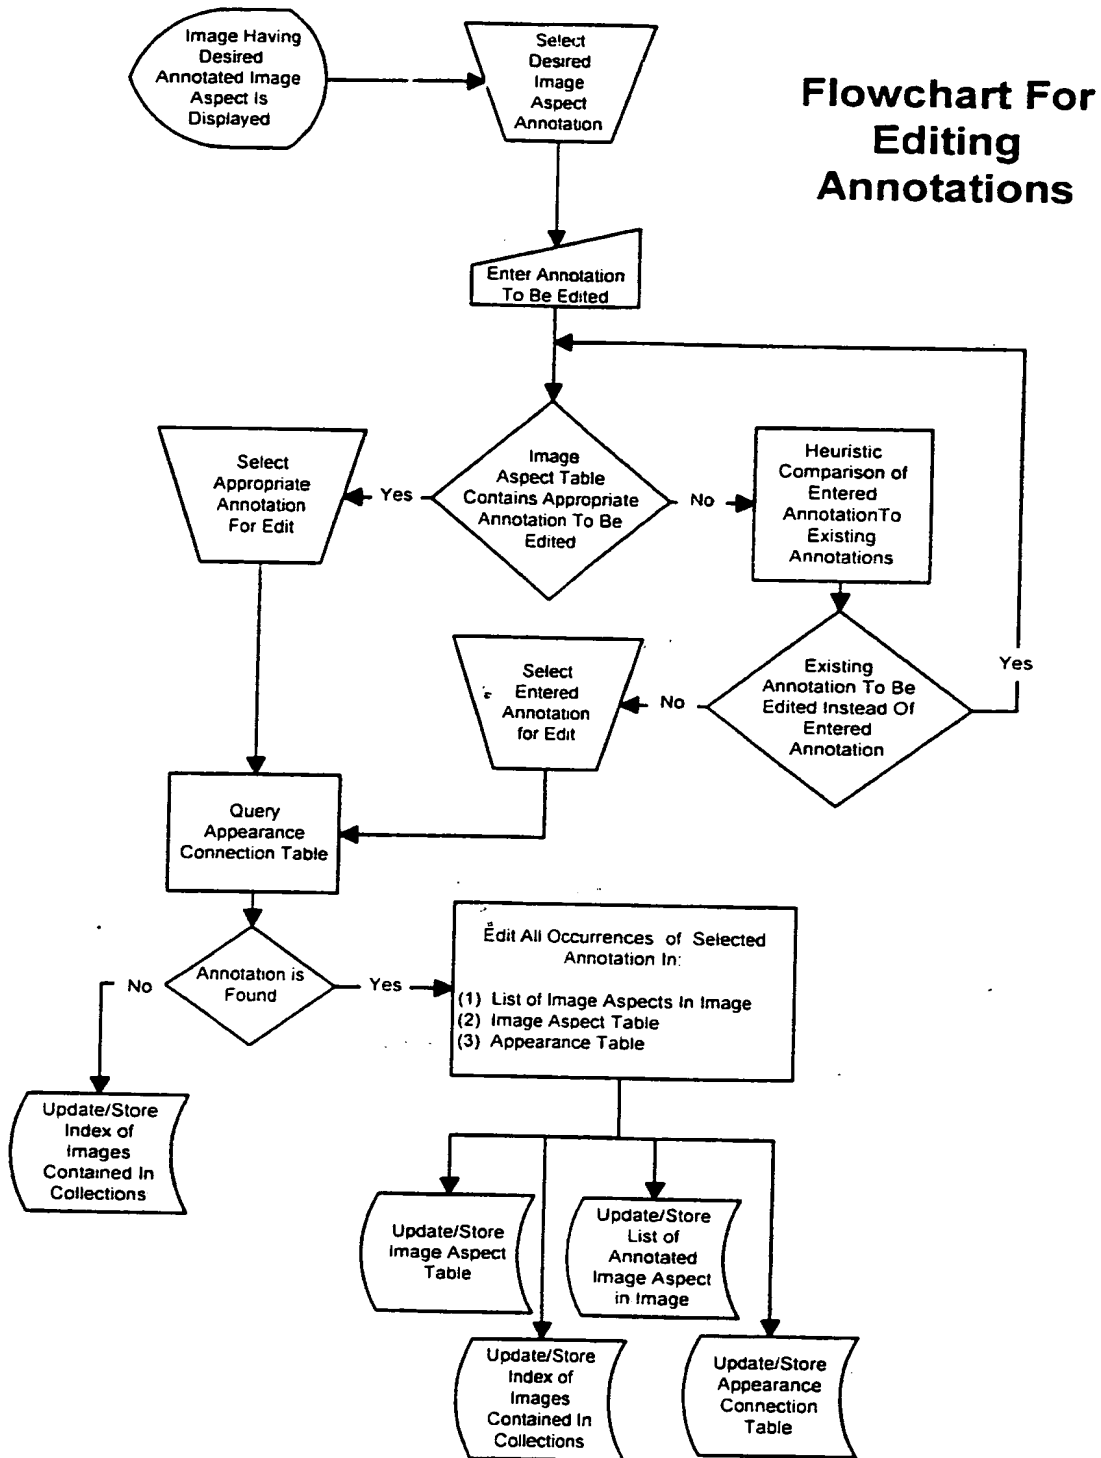 Flowchart For
Editing
Annotations
Image Having
Desired
Annotated Image
Aspect Is
Displayed
Select
Desired
Image
Aspect
Annotation
Enter Annotation
To Be Edited
Image
Aspect Table
Contains Appropriate
Annotation To Be
Edited
Yes
No
Select
Appropriate
Annotation
For Edit
Heuristic
Comparison of
Entered
AnnotationTo
Existing
Annotations
Existing
Annotation To Be
Edited Instead Of
Entered
Annotation
Yes
No
Select
Entered
Annotation
for Edit
Query
Appearance
Connection Table
Annotation is
Found
No
Yes
Edit All Occurrences of Selected
Annotation In:
(1) List of Image Aspects In Image
(2) Image Aspect Table
(3) Appearance Table
Update/Store
Index of
Images
Contained In
Collections
Update/Store
Image Aspect
Table
Update/Store
List of
Annotated
Image Aspect
in Image
Update/Store
Index of
Images
Contained In
Collections
Update/Store
Appearance
Connection
Table